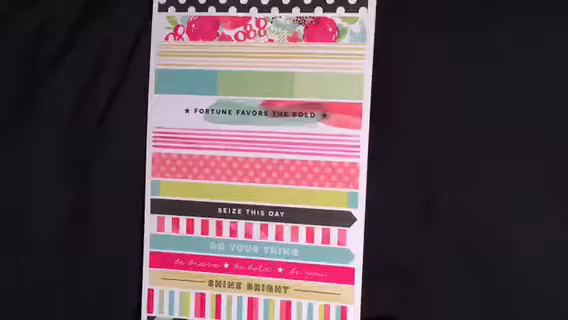 ★ FORTUNE FAVORS THE BOLD ★
SEIZE THIS DAY
DO YOUR THING
be brave ★ be bold ★ be you
SHINE BRIGHT